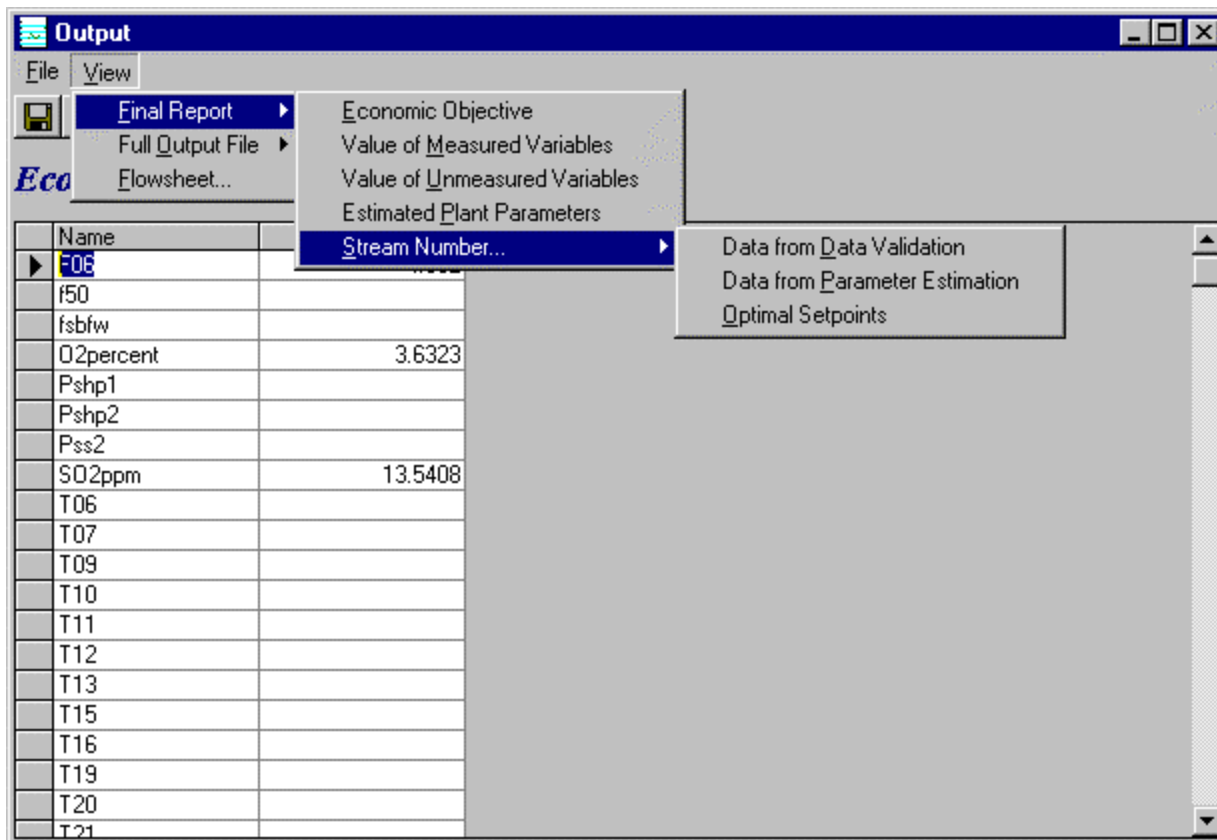 Output
File View
Final Report
Full Output File
Flowsheet...
Economic Objective
Value of Measured Variables
Value of Unmeasured Variables
Estimated Plant Parameters
Stream Number...
Data from Data Validation
Data from Parameter Estimation
Optimal Setpoints
Eco
Name
F06
f50
fsbfw
O2percent 3.6323
Pshp1
Pshp2
Pss2
SO2ppm 13.5408
T06
T07
T09
T10
T11
T12
T13
T15
T16
T19
T20
T21